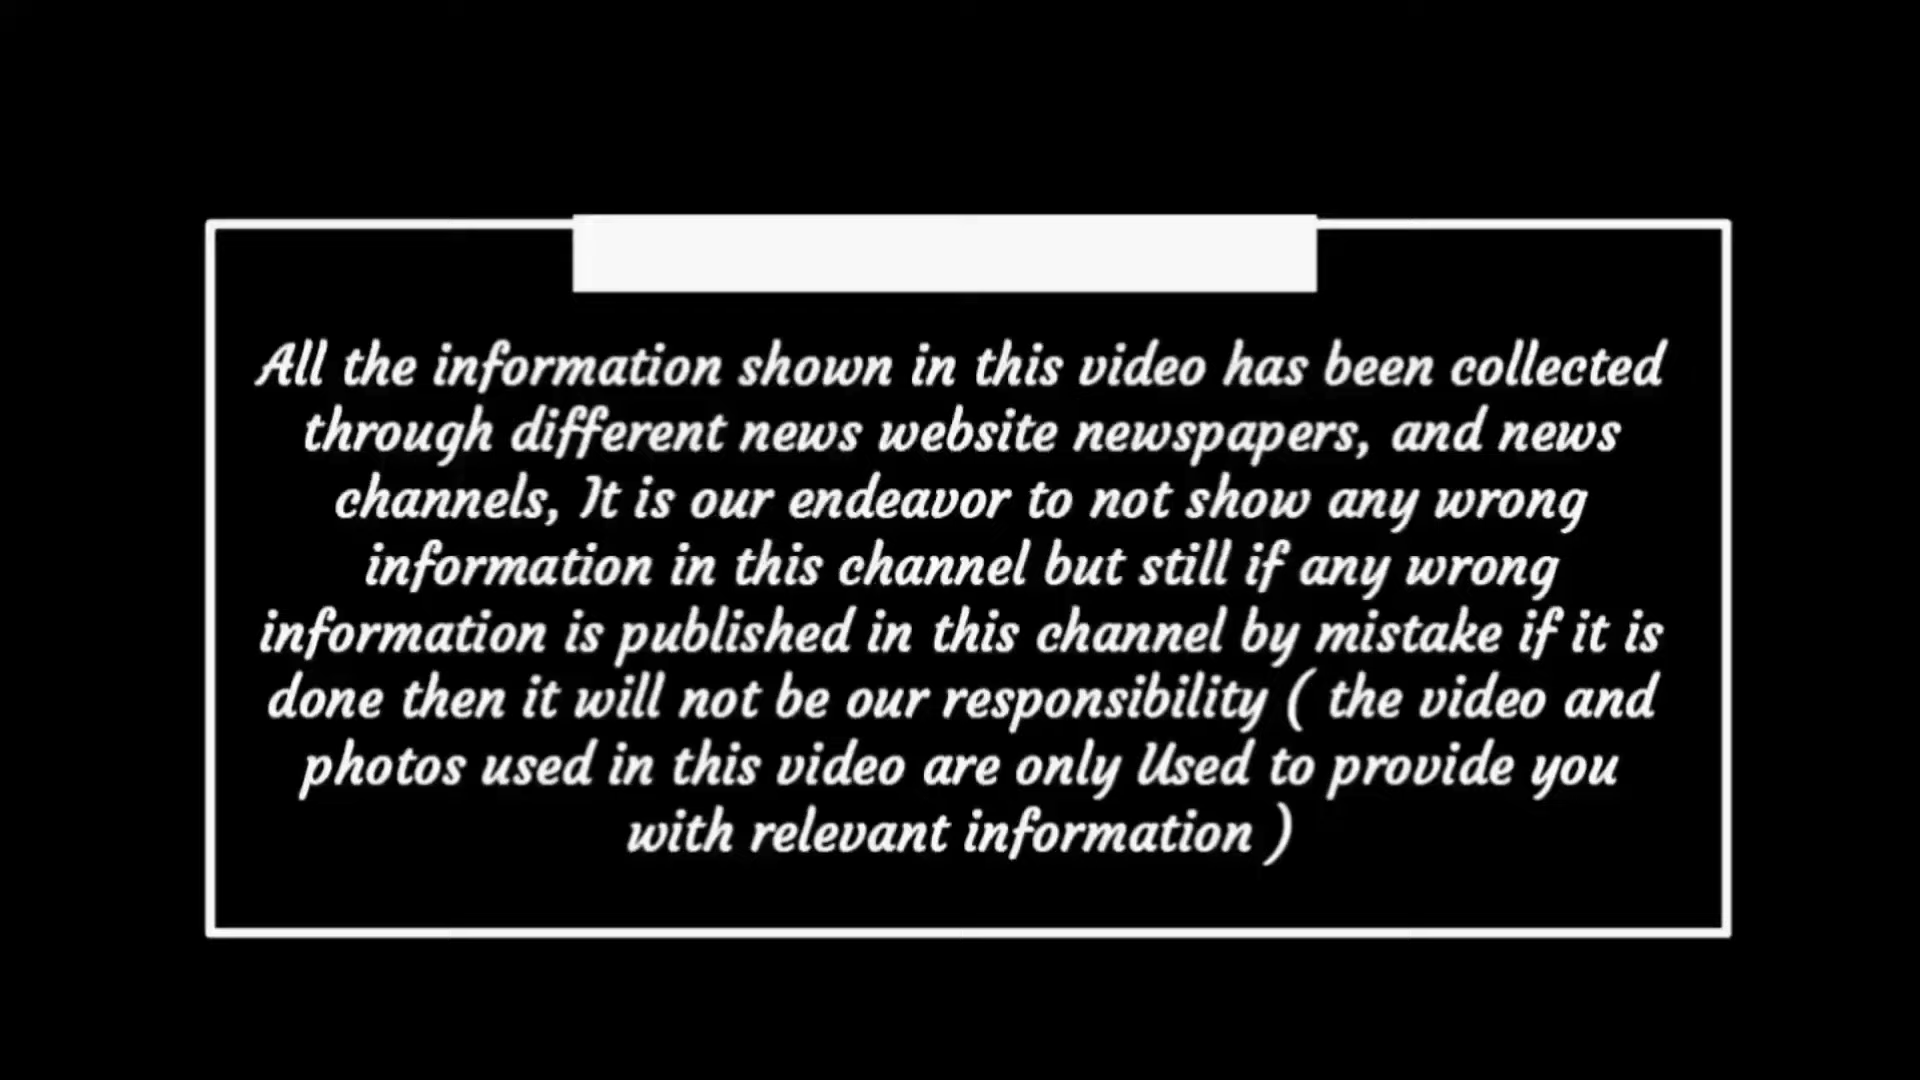 All the information shown in this video has been collected
through different news website newspapers, and news
channels, It is our endeavor to not show any wrong
information in this channel but still if any wrong
information is published in this channel by mistake if it is
done then it will not be our responsibility ( the video and
photos used in this video are only Used to provide you
with relevant information )